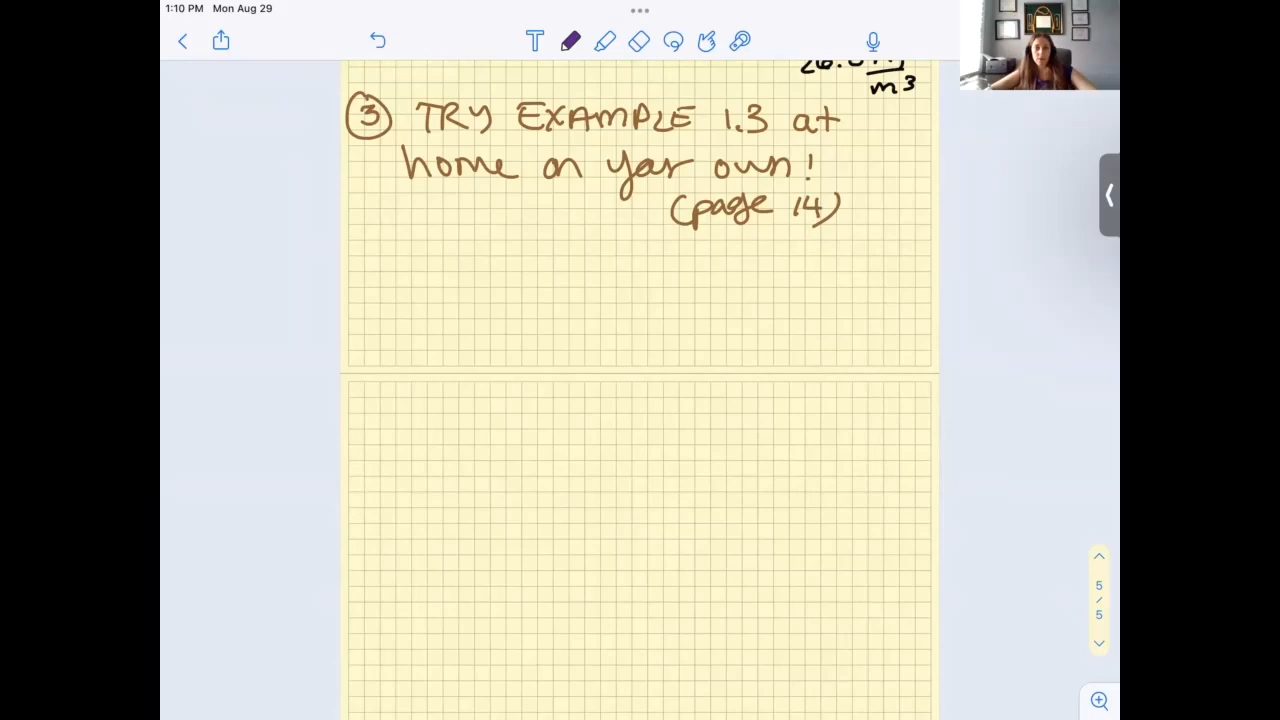 1:10 PM Mon Aug 29
m3
3 TRY EXAMPLE 1.3 at
home on your own!
(page 14)
5
/
5